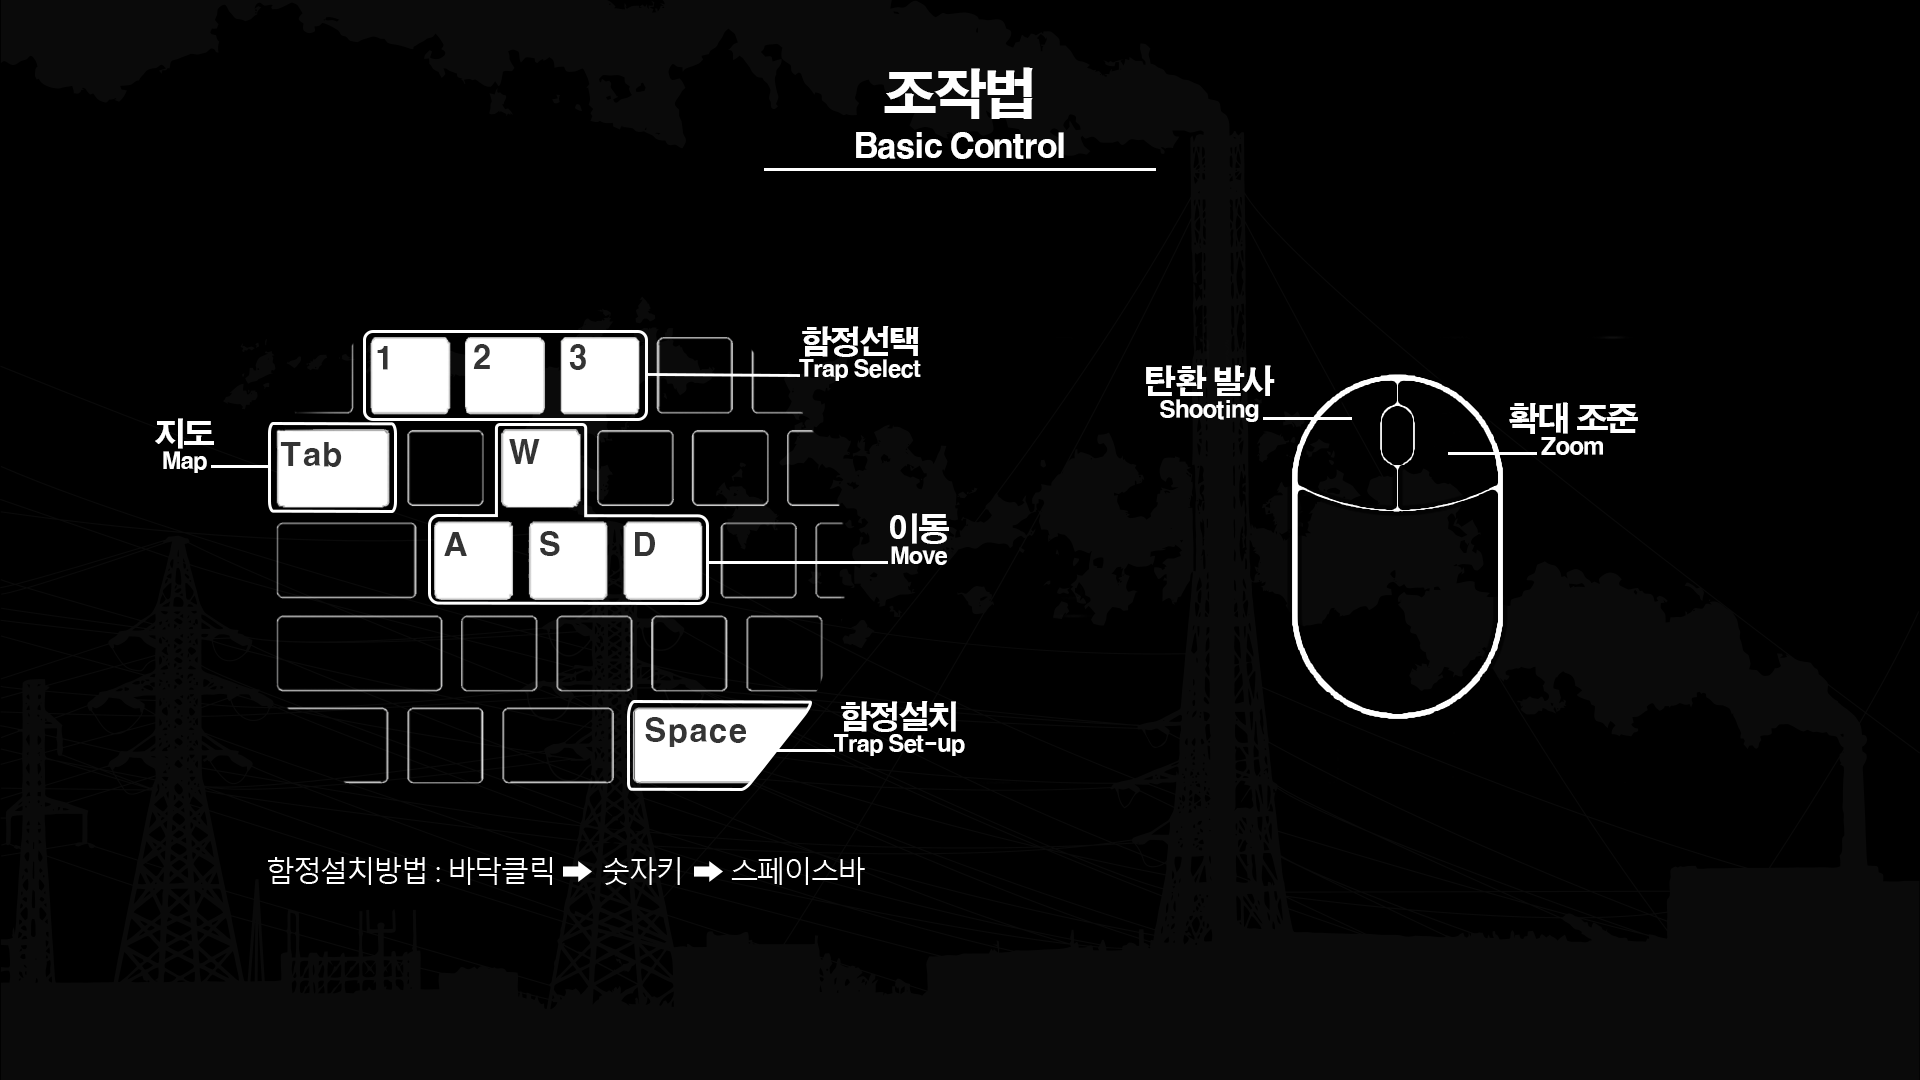 조작법
Basic Control
1 2 3
함정선택
Trap Select
지도
Map
Tab
W
A S D
이동
Move
Space
함정설치
Trap Set-up
탄환 발사
Shooting
확대 조준
Zoom
함정설치방법 : 바닥클릭 ➡ 숫자키 ➡ 스페이스바